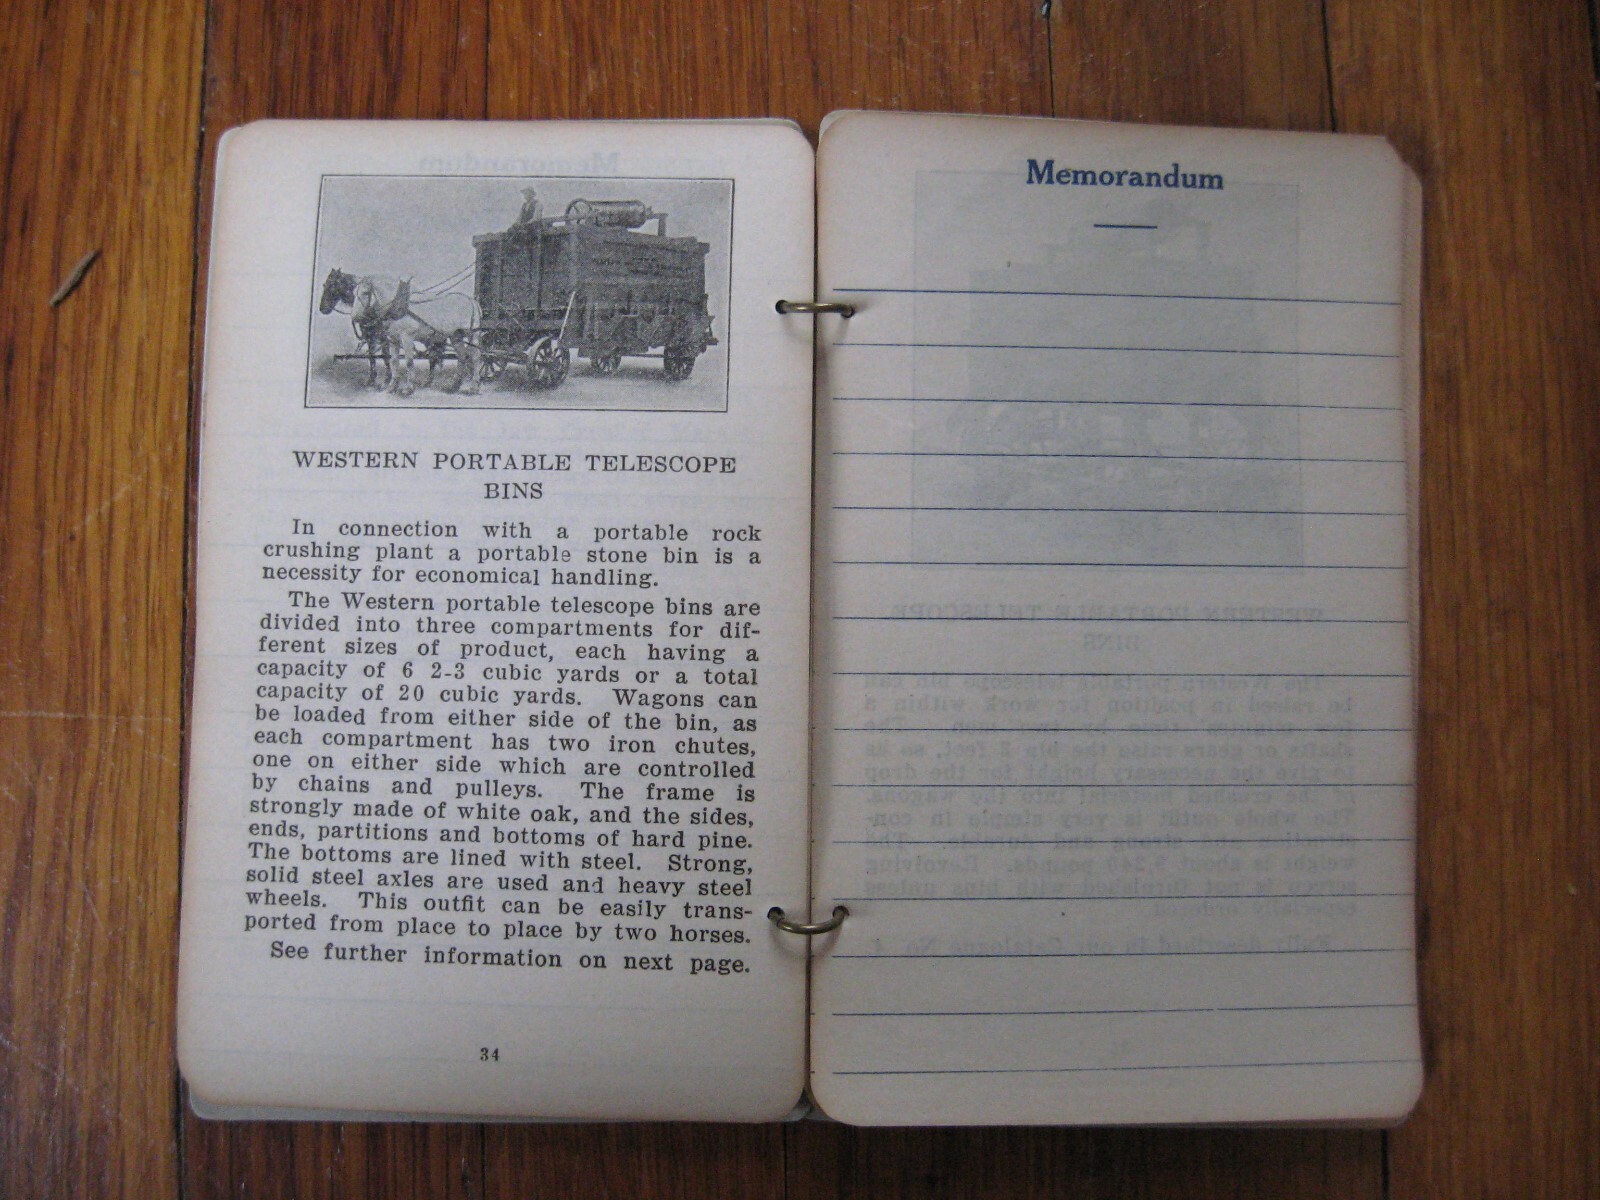 WESTERN PORTABLE TELESCOPE
BINS
In connection with a portable rock
crushing plant a portable stone bin is a
necessity for economical handling.
The Western portable telescope bins are
divided into three compartments for dif-
ferent sizes of product, each having a
capacity of 6 2-3 cubic yards or a total
capacity of 20 cubic yards. Wagons can
be loaded from either side of the bin, as
each compartment has two iron chutes,
one on either side which are controlled
by chains and pulleys. The frame is
strongly made of white oak, and the sides,
ends, partitions and bottoms of hard pine.
The bottoms are lined with steel. Strong,
solid steel axles are used and heavy steel
wheels. This outfit can be easily trans-
ported from place to place by two horses.
See further information on next page.
34
Memorandum